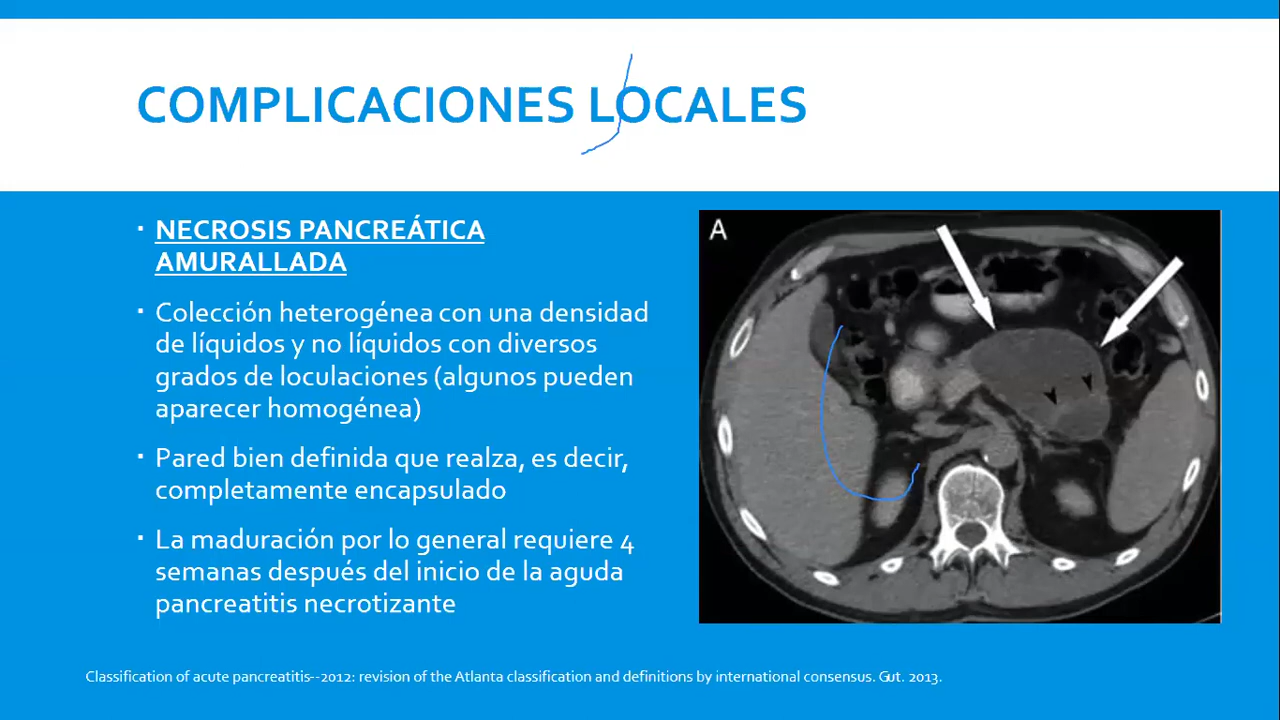 COMPLICACIONES LOCALES
▪ NECROSIS PANCREÁTICA
AMURALLADA
▪ Colección heterogénea con una densidad
de líquidos y no líquidos con diversos
grados de loculaciones (algunos pueden
aparecer homogénea)
▪ Pared bien definida que realza, es decir,
completamente encapsulado
▪ La maduración por lo general requiere 4
semanas después del inicio de la aguda
pancreatitis necrotizante
A
Classification of acute pancreatitis--2012: revision of the Atlanta classification and definitions by international consensus. Gut. 2013.